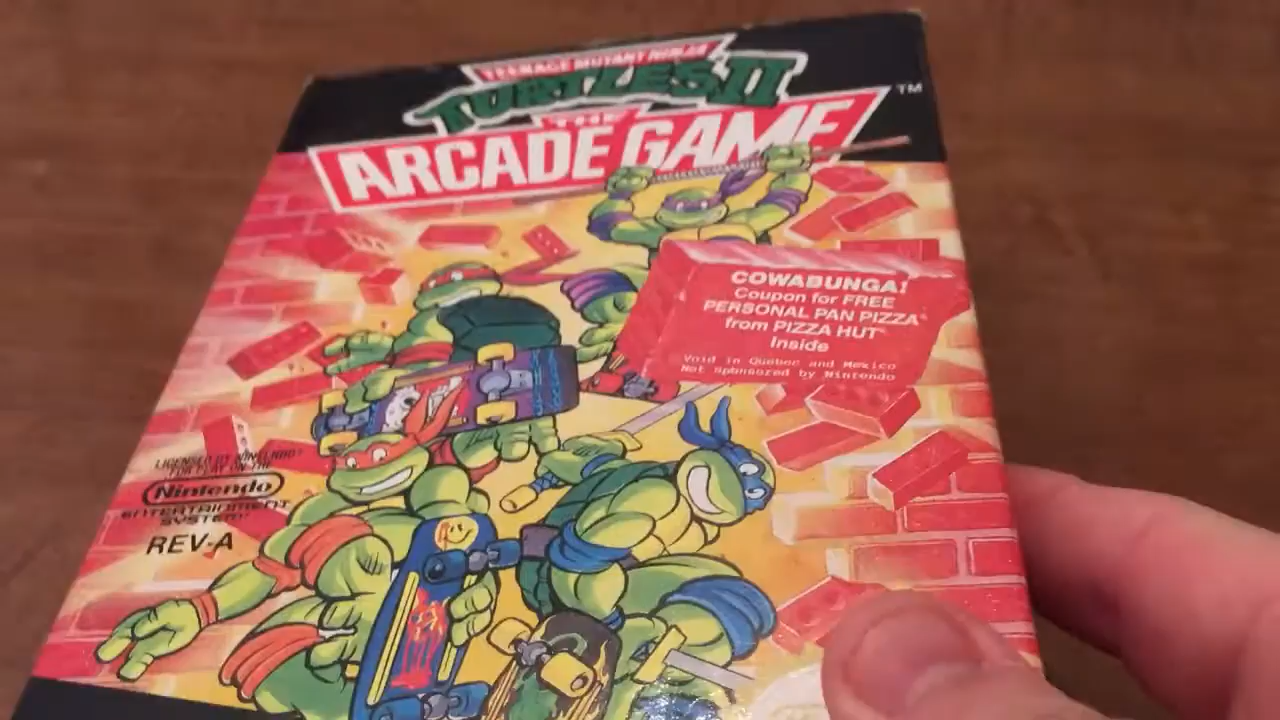 TEENAGE MUTANT NINJA
TURTLES II
THE
ARCADE GAME
TM
COWABUNGA!
Coupon for FREE
PERSONAL PAN PIZZA
from PIZZA HUT
Inside
Void in Quebec and Mexico
Not Sponsored by Nintendo
LICENSED BY NINTENDO
FOR PLAY ON THE
Nintendo
ENTERTAINMENT
SYSTEM
REV-A